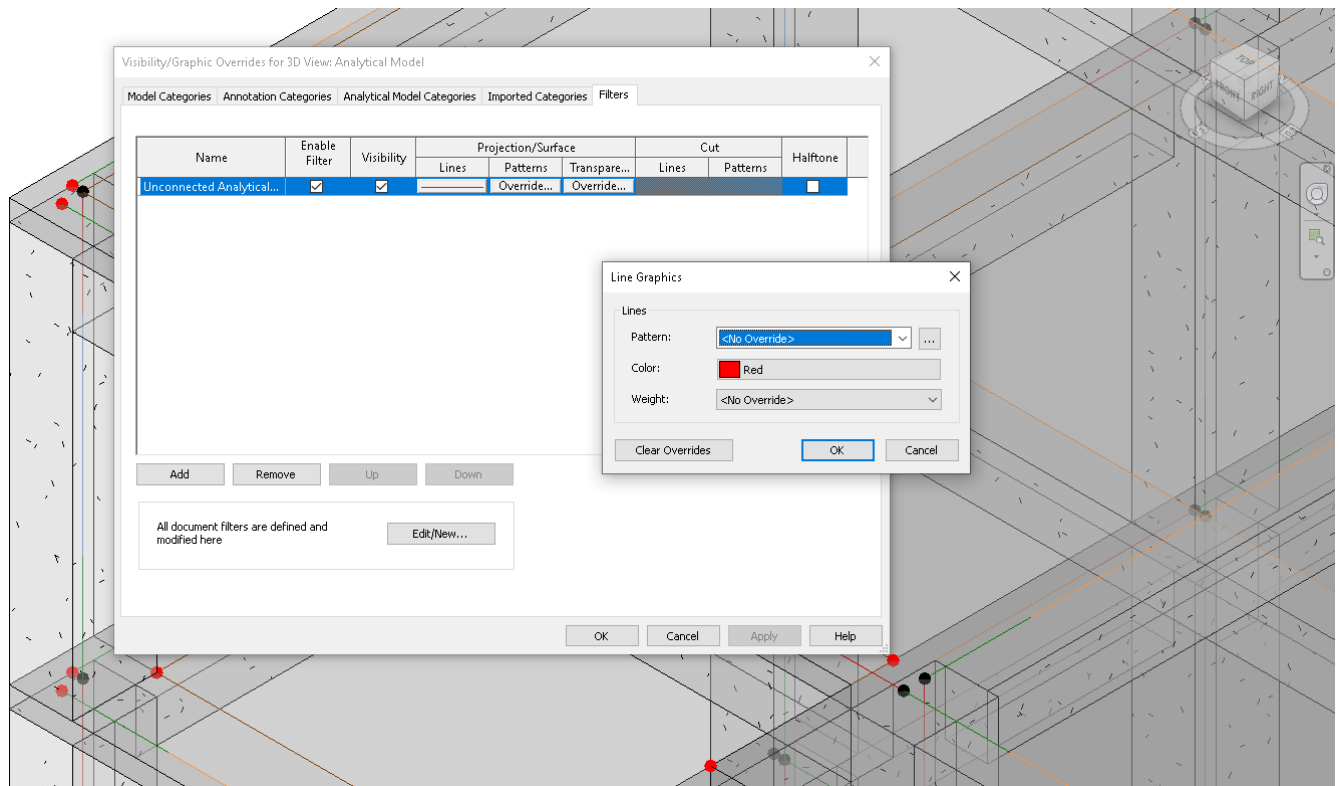 Visibility/Graphic Overrides for 3D View: Analytical Model
Model Categories Annotation Categories Analytical Model Categories Imported Categories Filters
Name Enable Filter Visibility Projection/Surface Cut Halftone
Lines Patterns Transpare... Lines Patterns
Unconnected Analytical... Override... Override...
Line Graphics
Lines
Pattern: <No Override> ...
Color: Red
Weight: <No Override>
Clear Overrides OK Cancel
Add Remove Up Down
All document filters are defined and
modified here
Edit/New...
OK Cancel Apply Help
TOP
FRONT RIGHT